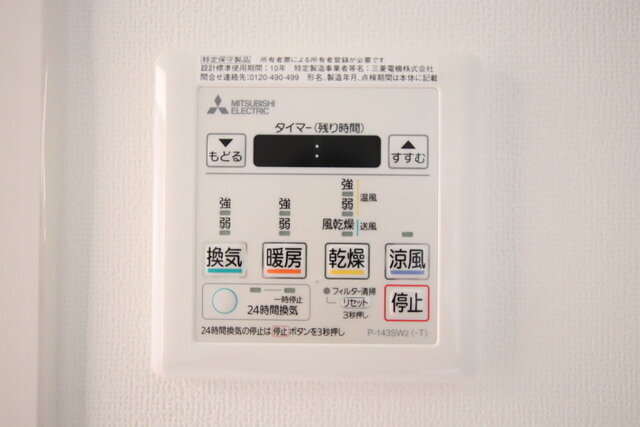 特定保守製品 所有者票による所有者登録が必要です
設計標準使用期間：10年 特定製造事業者等名：三菱電機株式会社
問合せ連絡先：0120-490-499 形名、製造年月、点検期間は本体に記載
MITSUBISHI
ELECTRIC
タイマー（残り時間）
▼
もどる
:
▲
すすむ
強
弱
強
弱
強
弱
温風
風乾燥
送風
換気
暖房
乾燥
涼風
一時停止
24時間換気
フィルター清掃
リセット
3秒押し
停止
24時間換気の停止は 停止 ボタンを3秒押し
P-143SW2(-T)